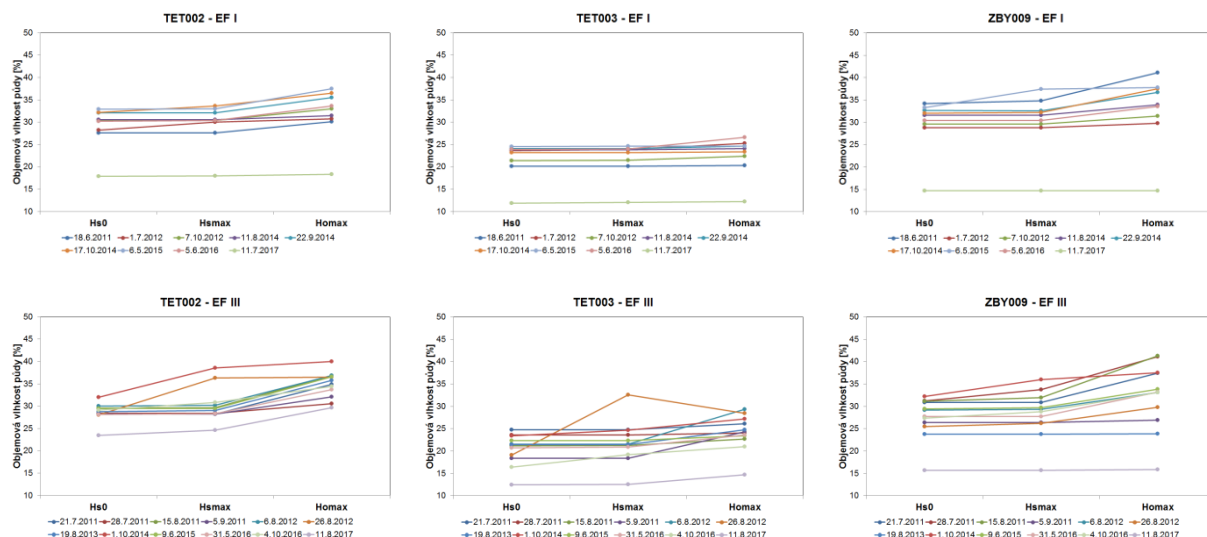 TET002 - EF I
Objemová vlhkost půdy [%]
50
45
40
35
30
25
20
15
10
Hs0 Hsmax Homax
18.6.2011 1.7.2012 7.10.2012 11.8.2014 22.9.2014
17.10.2014 6.5.2015 5.6.2016 11.7.2017
TET003 - EF I
Objemová vlhkost půdy [%]
50
45
40
35
30
25
20
15
10
Hs0 Hsmax Homax
18.6.2011 1.7.2012 7.10.2012 11.8.2014 22.9.2014
17.10.2014 6.5.2015 5.6.2016 11.7.2017
ZBY009 - EF I
Objemová vlhkost půdy [%]
50
45
40
35
30
25
20
15
10
Hs0 Hsmax Homax
18.6.2011 1.7.2012 7.10.2012 11.8.2014 22.9.2014
17.10.2014 6.5.2015 5.6.2016 11.7.2017
TET002 - EF III
Objemová vlhkost půdy [%]
50
45
40
35
30
25
20
15
10
Hs0 Hsmax Homax
21.7.2011 28.7.2011 15.8.2011 5.9.2011 6.8.2012 26.8.2012
19.8.2013 1.10.2014 9.6.2015 31.5.2016 4.10.2016 11.8.2017
TET003 - EF III
Objemová vlhkost půdy [%]
50
45
40
35
30
25
20
15
10
Hs0 Hsmax Homax
21.7.2011 28.7.2011 15.8.2011 5.9.2011 6.8.2012 26.8.2012
19.8.2013 1.10.2014 9.6.2015 31.5.2016 4.10.2016 11.8.2017
ZBY009 - EF III
Objemová vlhkost půdy [%]
50
45
40
35
30
25
20
15
10
Hs0 Hsmax Homax
21.7.2011 28.7.2011 15.8.2011 5.9.2011 6.8.2012 26.8.2012
19.8.2013 1.10.2014 9.6.2015 31.5.2016 4.10.2016 11.8.2017